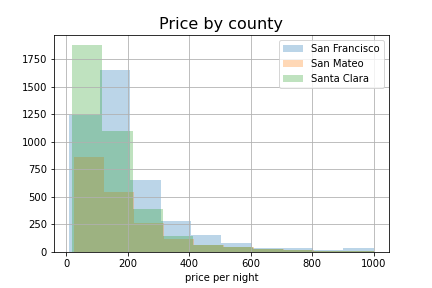 Price by county
San Francisco
San Mateo
Santa Clara
1750
1500
1250
1000
750
500
250
0
0 200 400 600 800 1000
price per night